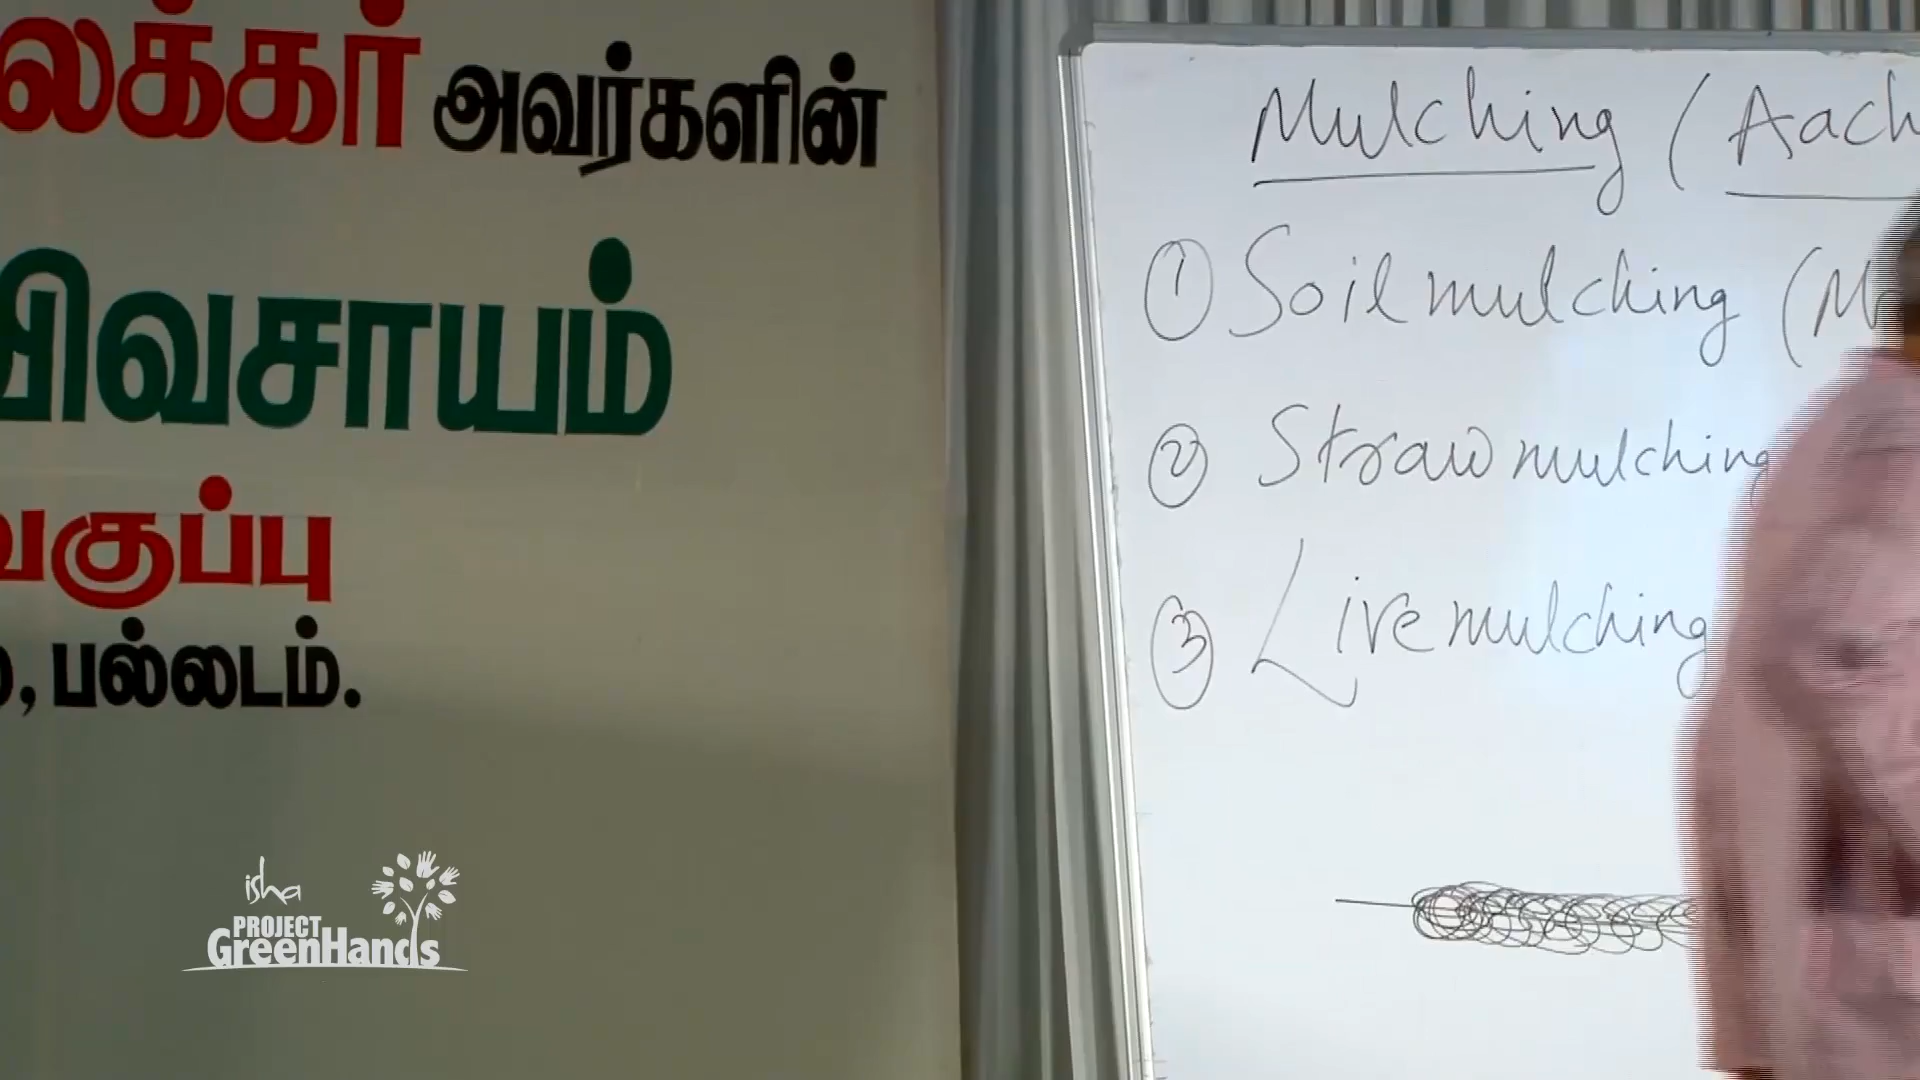 லக்கர் அவர்களின்
விவசாயம்
வகுப்பு
, பல்லடம்.
Mulching (Aach
① Soil mulching (M
② Straw mulching
③ Live mulching
isha
PROJECT
GreenHands